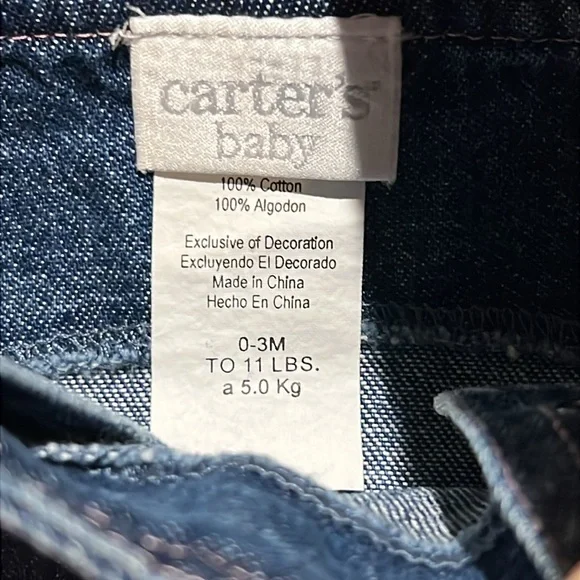 carter's
baby
100% Cotton
100% Algodon
Exclusive of Decoration
Excluyendo El Decorado
Made in China
Hecho En China
0-3M
TO 11 LBS.
a 5.0 Kg